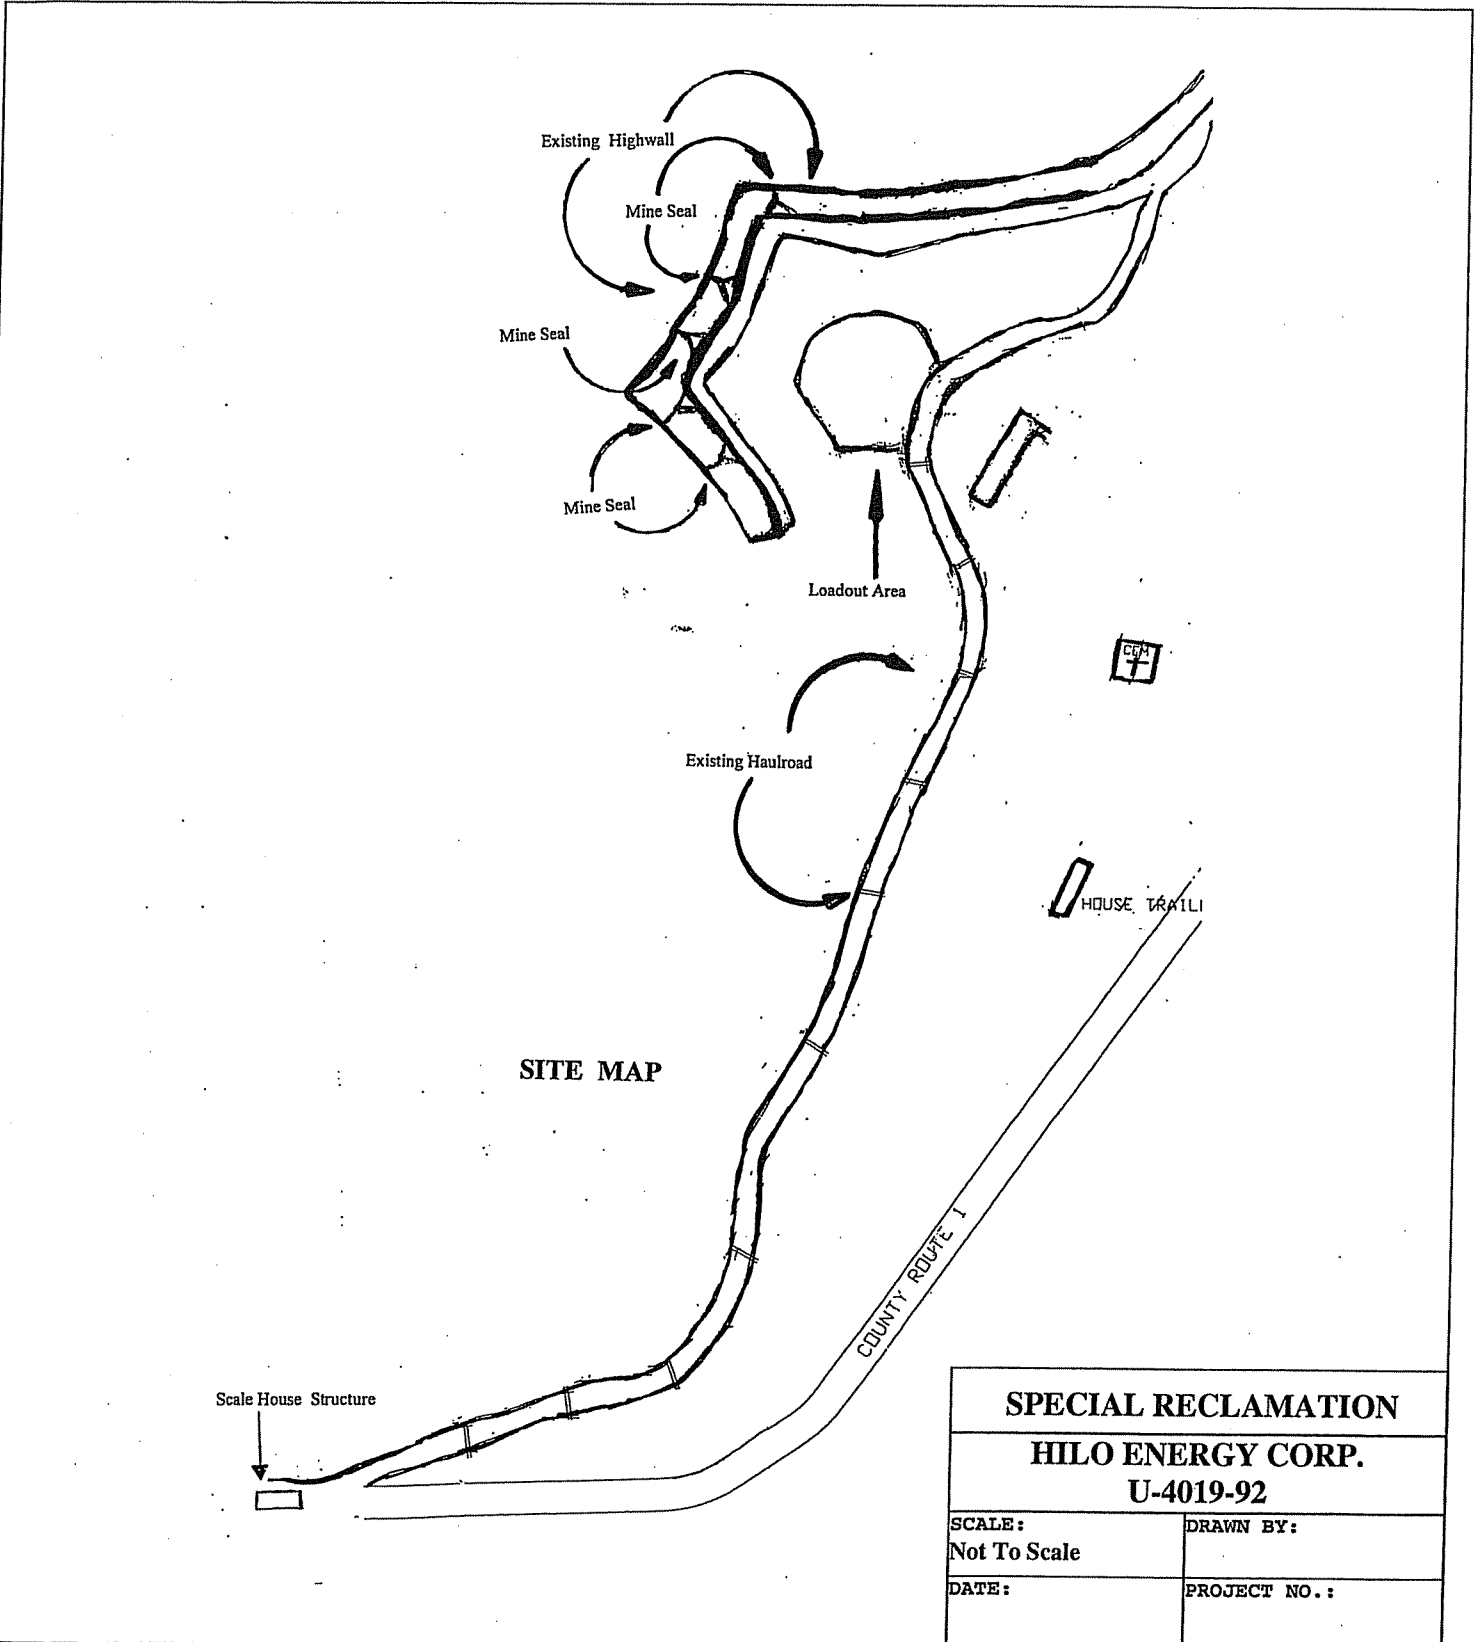 Existing Highwall
Mine Seal
Mine Seal
Mine Seal
Loadout Area
CEM
Existing Haulroad
HOUSE TRAILI
SITE MAP
COUNTY ROUTE 1
Scale House Structure
SPECIAL RECLAMATION
HILO ENERGY CORP.
U-4019-92
SCALE:
Not To Scale
DRAWN BY:
DATE:
PROJECT NO.: